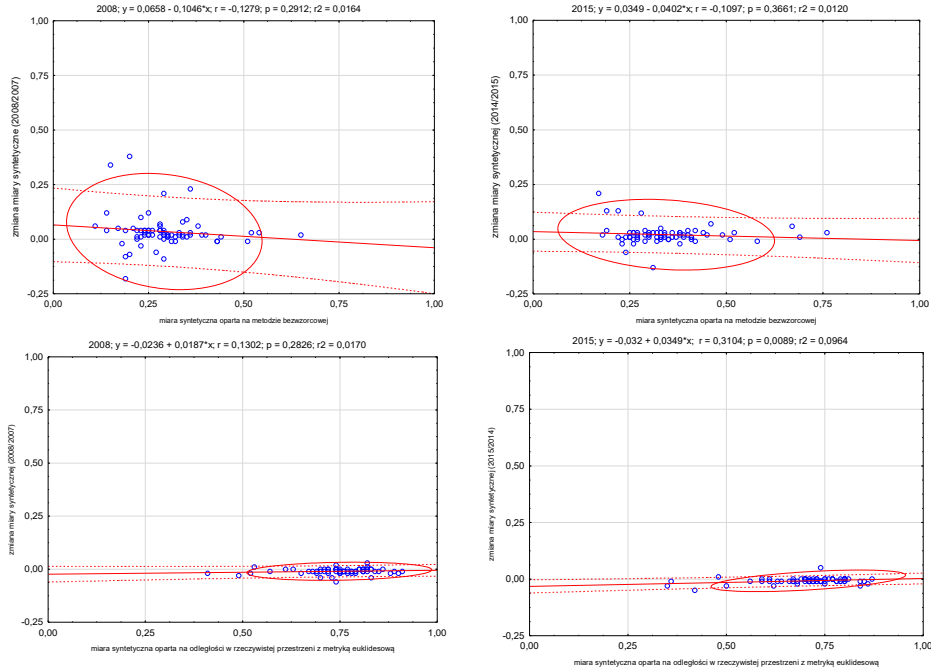 2008; y = 0,0658 - 0,1046*x; r = -0,1279; p = 0,2912; r2 = 0,0164
1,00
0,75
0,50
0,25
0,00
-0,25
zmiana miary syntetyczne (2008/2007)
0,00 0,25 0,50 0,75 1,00
miara syntetyczna oparta na metodzie bezwzorcowej
2015; y = 0,0349 - 0,0402*x; r = -0,1097; p = 0,3661; r2 = 0,0120
1,00
0,75
0,50
0,25
0,00
-0,25
zmiana miary syntetycznej (2014/2015)
0,00 0,25 0,50 0,75 1,00
miara syntetyczna oparta na metodzie bezwzorcowej
2008; y = -0,0236 + 0,0187*x; r = 0,1302; p = 0,2826; r2 = 0,0170
1,00
0,75
0,50
0,25
0,00
-0,25
zmiana miary syntetycznej (2008/2007)
0,00 0,25 0,50 0,75 1,00
miara syntetyczna oparta na odległości w rzeczywistej przestrzeni z metryką euklidesową
2015; y = -0,032 + 0,0349*x; r = 0,3104; p = 0,0089; r2 = 0,0964
1,00
0,75
0,50
0,25
0,00
-0,25
zmiana miary syntetycznej (2015/2014)
0,00 0,25 0,50 0,75 1,00
miara syntetyczna oparta na odległości w rzeczywistej przestrzeni z metryką euklidesową